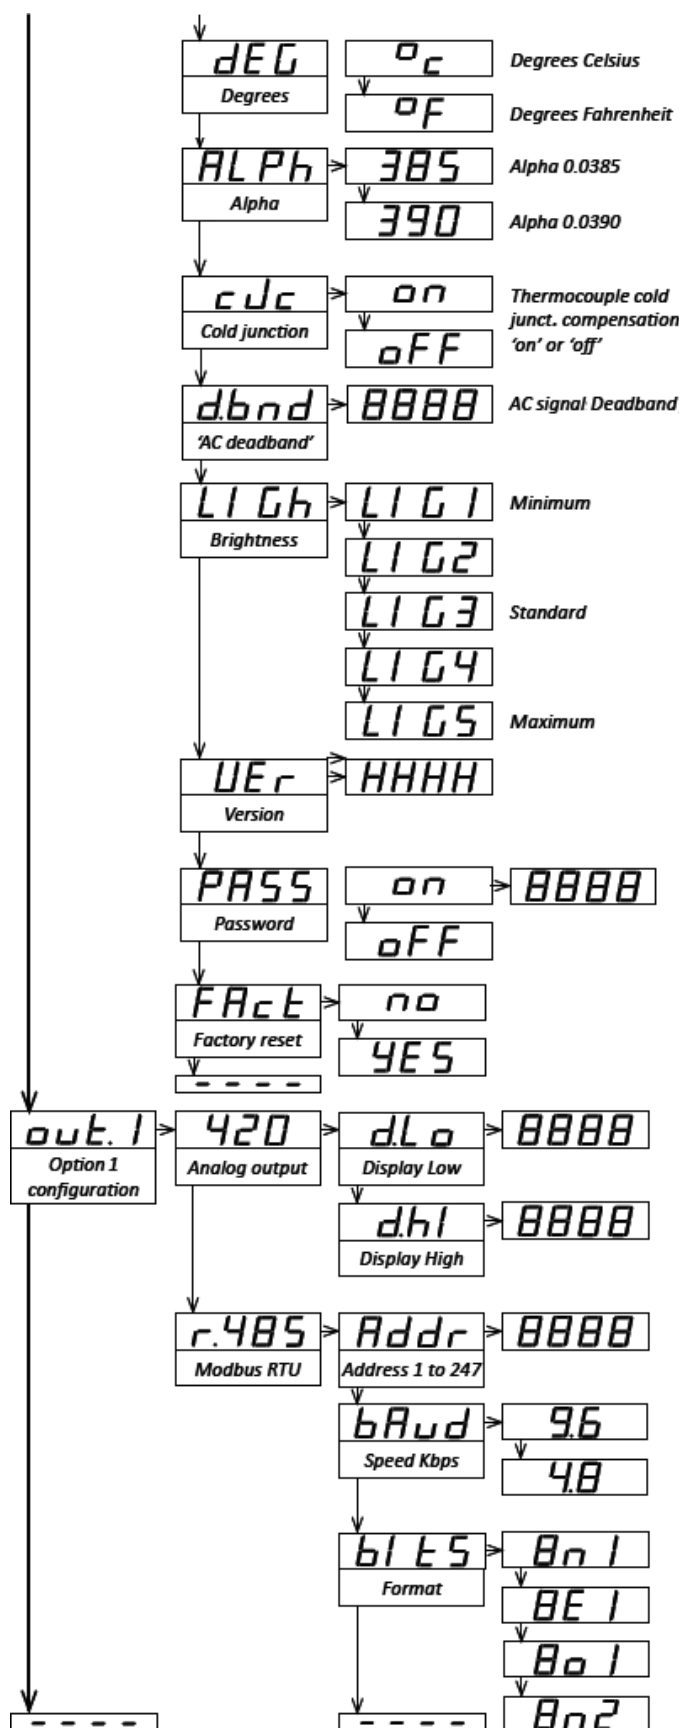 dEG
Degrees
ºc
Degrees Celsius
ºF
Degrees Fahrenheit
ALPh
Alpha
385
Alpha 0.0385
390
Alpha 0.0390
cJc
Cold junction
on
oFF
Thermocouple cold
junct. compensation
‘on’ or ‘off’
d.bnd
‘AC deadband’
8888
AC signal Deadband
LIGh
Brightness
LIG1
Minimum
LIG2
LIG3
Standard
LIG4
LIG5
Maximum
VEr
Version
HHHH
PASS
Password
on
8888
oFF
FAct
Factory reset
no
YES
----
out.1
Option 1
configuration
420
Analog output
d.Lo
Display Low
8888
d.hI
Display High
8888
r.485
Modbus RTU
Addr
Address 1 to 247
8888
bAud
Speed Kbps
9.6
4.8
bItS
Format
8n1
8E1
8o1
8n2
----
----